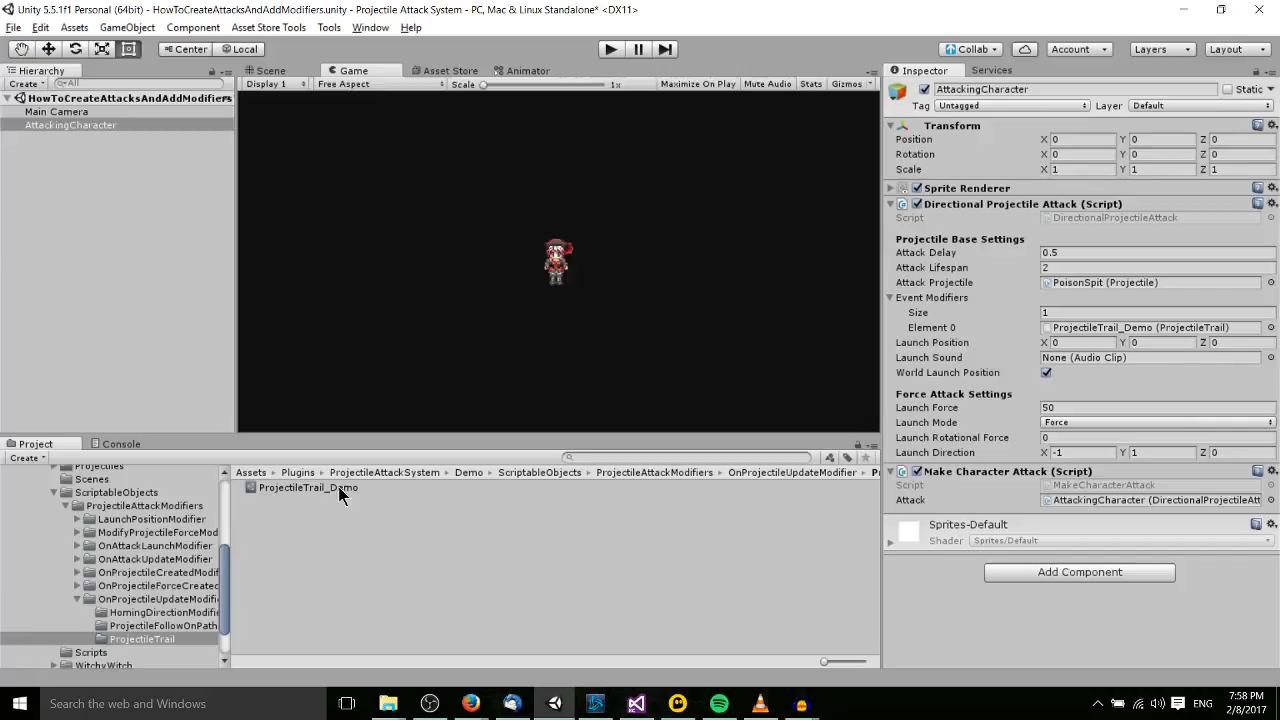 Unity 5.5.1f1 Personal (64bit) - HowToCreateAttacksAndAddModifiers.unity - Projectile Attack System - PC, Mac & Linux Standalone* <DX11>
File Edit Assets GameObject Component Asset Store Tools Tools Window Help
Center Local Collab Account Layers Layout
Hierarchy Scene Game Asset Store Animator Inspector Services
Create All Display 1 Free Aspect Scale 1x Maximize On Play Mute Audio Stats Gizmos
AttackingCharacter Static
HowToCreateAttacksAndAddModifiers
Tag Untagged Layer Default
Main Camera
AttackingCharacter
Transform
Position X 0 Y 0 Z 0
Rotation X 0 Y 0 Z 0
Scale X 1 Y 1 Z 1
Sprite Renderer
Directional Projectile Attack (Script)
Script DirectionalProjectileAttack
Projectile Base Settings
Attack Delay 0.5
Attack Lifespan 2
Attack Projectile PoisonSpit (Projectile)
Event Modifiers
Size 1
Element 0 ProjectileTrail_Demo (ProjectileTrail)
Launch Position X 0 Y 0 Z 0
Launch Sound None (Audio Clip)
World Launch Position
Force Attack Settings
Launch Force 50
Launch Mode Force
Launch Rotational Force 0
Launch Direction X -1 Y 1 Z 0
Make Character Attack (Script)
Script MakeCharacterAttack
Attack AttackingCharacter (DirectionalProjectileAtt
Sprites-Default
Shader Sprites/Default
Add Component
Project Console
Create
Assets Plugins ProjectileAttackSystem Demo ScriptableObjects ProjectileAttackModifiers OnProjectileUpdateModifier
ProjectileTrail_Demo
Projectiles
Scenes
ScriptableObjects
ProjectileAttackModifiers
LaunchPositionModifier
ModifyProjectileForceMod
OnAttackLaunchModifier
OnAttackUpdateModifier
OnProjectileCreatedModif
OnProjectileForceCreated
OnProjectileUpdateModifi
HomingDirectionModifi
ProjectileFollowOnPath
ProjectileTrail
Scripts
WitchyWitch
Search the web and Windows
ENG
7:58 PM
2/8/2017